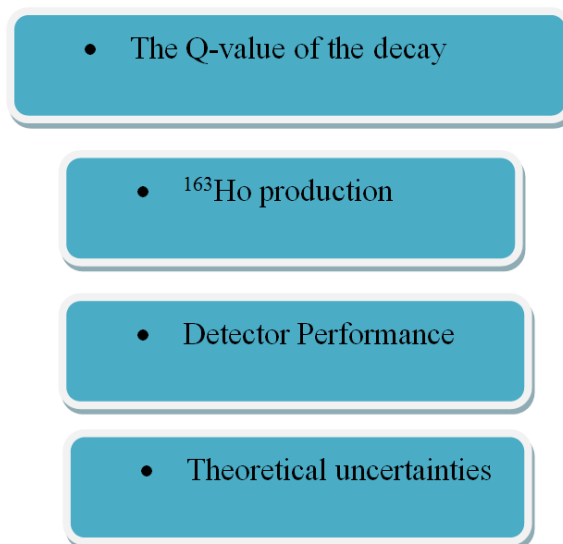 • The Q-value of the decay
• ¹⁶³Ho production
• Detector Performance
• Theoretical uncertainties